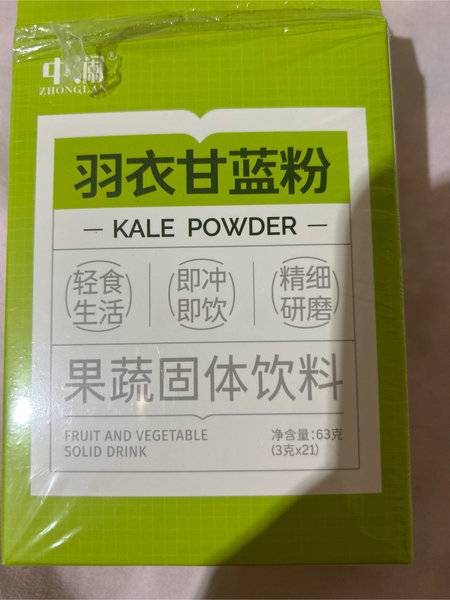 中澜
ZHONGLAN
羽衣甘蓝粉
— KALE POWDER —
轻食
生活
即冲
即饮
精细
研磨
果蔬固体饮料
FRUIT AND VEGETABLE
SOLID DRINK
净含量:63克
(3克x21)